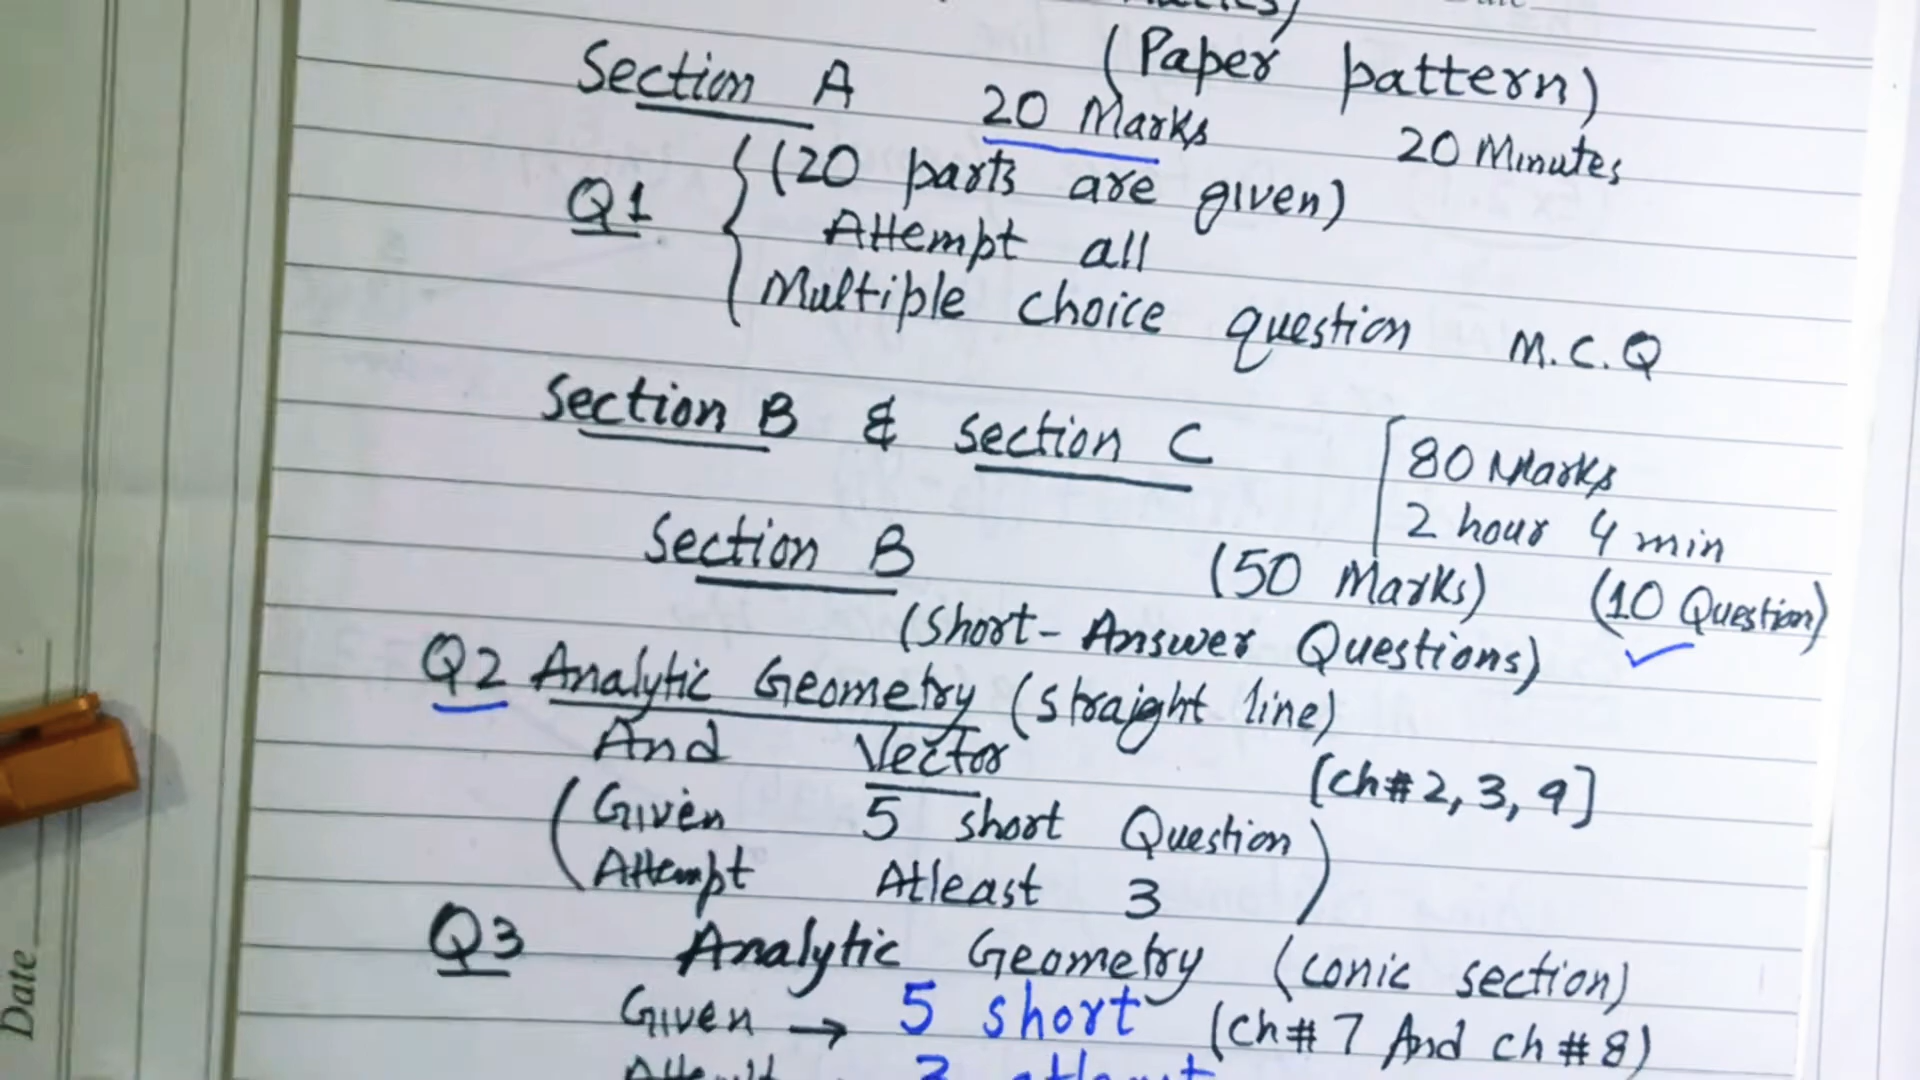 (Paper pattern)
Section A 20 Marks 20 Minutes
Q1 (20 parts are given)
Attempt all
Multiple choice question M.C.Q
Section B & section C 80 Marks
2 hour 4 min
Section B (50 Marks) (10 Question)
(Short-Answer Questions)
Q2 Analytic Geometry (straight line)
And Vector [ch#2, 3, 9]
(Given 5 short Question
Attempt Atleast 3)
Q3 Analytic Geometry (conic section)
Given → 5 short (ch#7 And ch#8)
Date